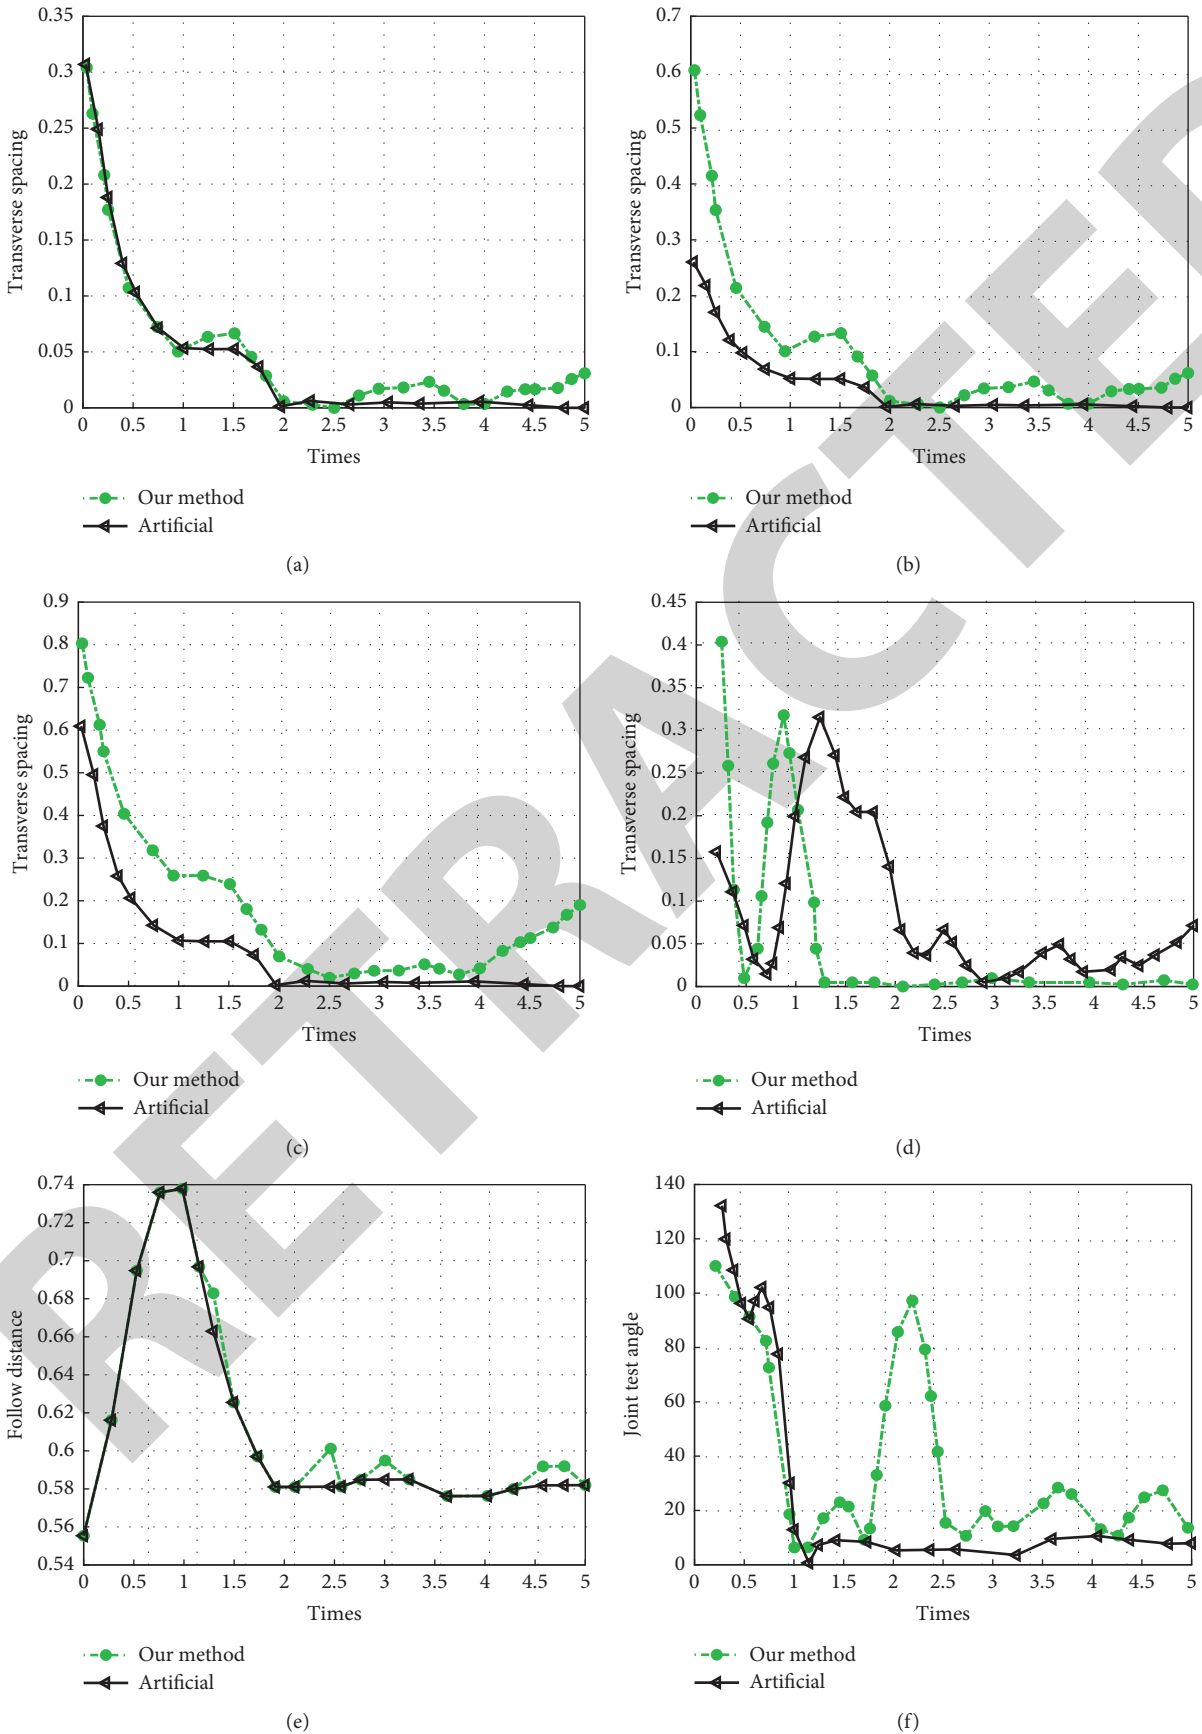 0.35
0.3
0.25
0.2
0.15
0.1
0.05
0
Transverse spacing
0 0.5 1 1.5 2 2.5 3 3.5 4 4.5 5
Times
Our method
Artificial
(a)
0.7
0.6
0.5
0.4
0.3
0.2
0.1
0
Transverse spacing
0 0.5 1 1.5 2 2.5 3 3.5 4 4.5 5
Times
Our method
Artificial
(b)
0.9
0.8
0.7
0.6
0.5
0.4
0.3
0.2
0.1
0
Transverse spacing
0 0.5 1 1.5 2 2.5 3 3.5 4 4.5 5
Times
Our method
Artificial
(c)
0.45
0.4
0.35
0.3
0.25
0.2
0.15
0.1
0.05
0
Transverse spacing
0 0.5 1 1.5 2 2.5 3 3.5 4 4.5 5
Times
Our method
Artificial
(d)
0.74
0.72
0.7
0.68
0.66
0.64
0.62
0.6
0.58
0.56
0.54
Follow distance
0 0.5 1 1.5 2 2.5 3 3.5 4 4.5 5
Times
Our method
Artificial
(e)
140
120
100
80
60
40
20
0
Joint test angle
0 0.5 1 1.5 2 2.5 3 3.5 4 4.5 5
Times
Our method
Artificial
(f)
RETRACTED